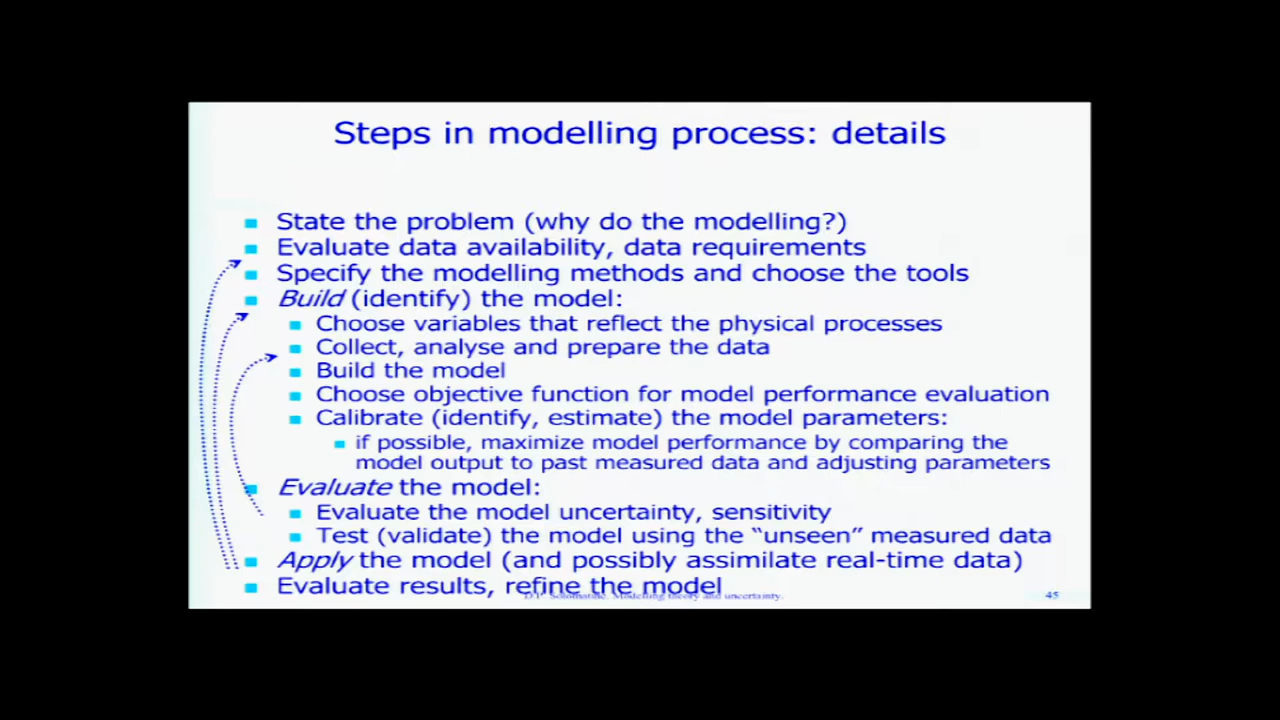 Steps in modelling process: details
State the problem (why do the modelling?)
Evaluate data availability, data requirements
Specify the modelling methods and choose the tools
Build (identify) the model:
Choose variables that reflect the physical processes
Collect, analyse and prepare the data
Build the model
Choose objective function for model performance evaluation
Calibrate (identify, estimate) the model parameters:
if possible, maximize model performance by comparing the
model output to past measured data and adjusting parameters
Evaluate the model:
Evaluate the model uncertainty, sensitivity
Test (validate) the model using the “unseen” measured data
Apply the model (and possibly assimilate real-time data)
Evaluate results, refine the model
Modelling theory and uncertainty.
45